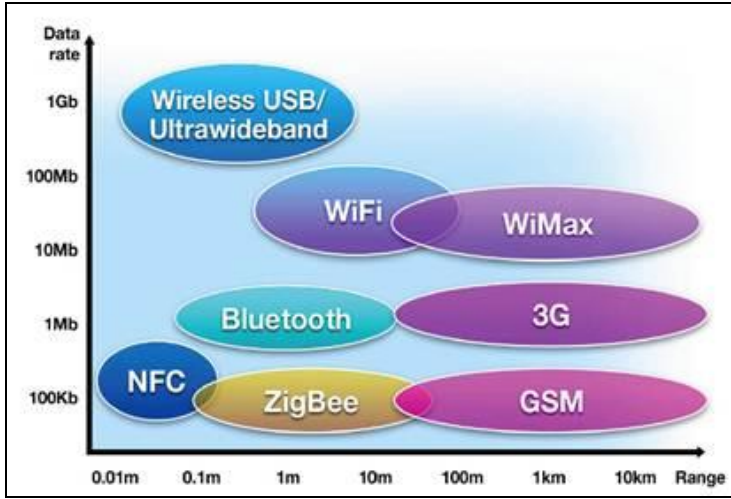 Data
rate
1Gb
Wireless USB/
Ultrawideband
100Mb
WiFi
WiMax
10Mb
Bluetooth
3G
1Mb
NFC
ZigBee
GSM
100Kb
0.01m 0.1m 1m 10m 100m 1km 10km Range